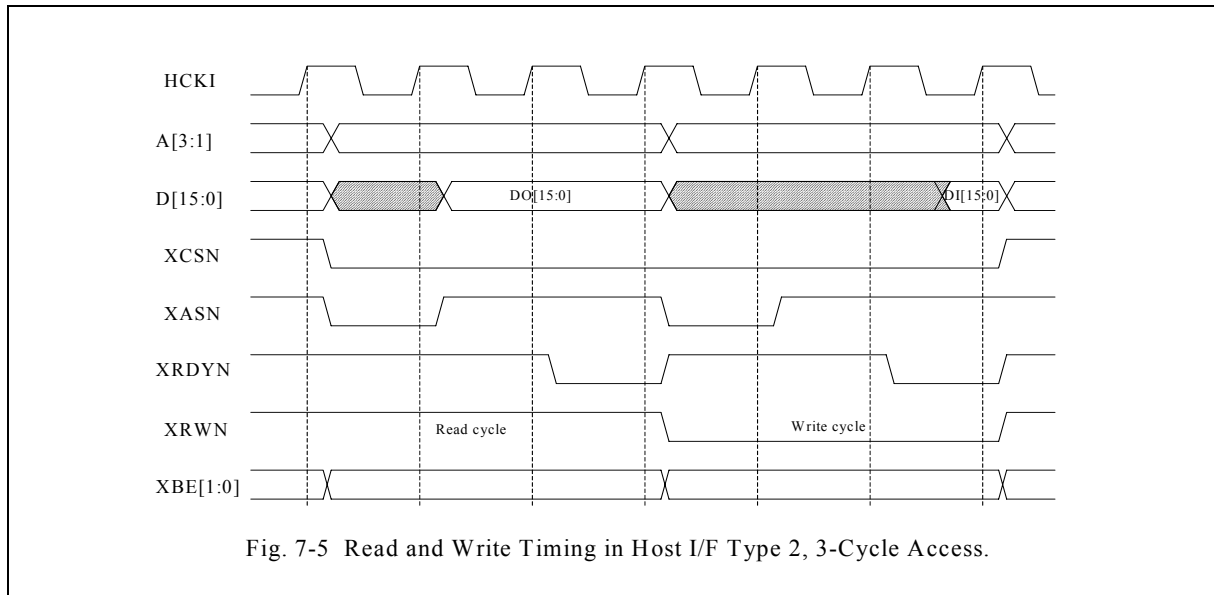 HCKI
A[3:1]
D[15:0]
DO[15:0]
DI[15:0]
XCSN
XASN
XRDYN
XRWN
Read cycle
Write cycle
XBE[1:0]
Fig. 7-5 Read and Write Timing in Host I/F Type 2, 3-Cycle Access.